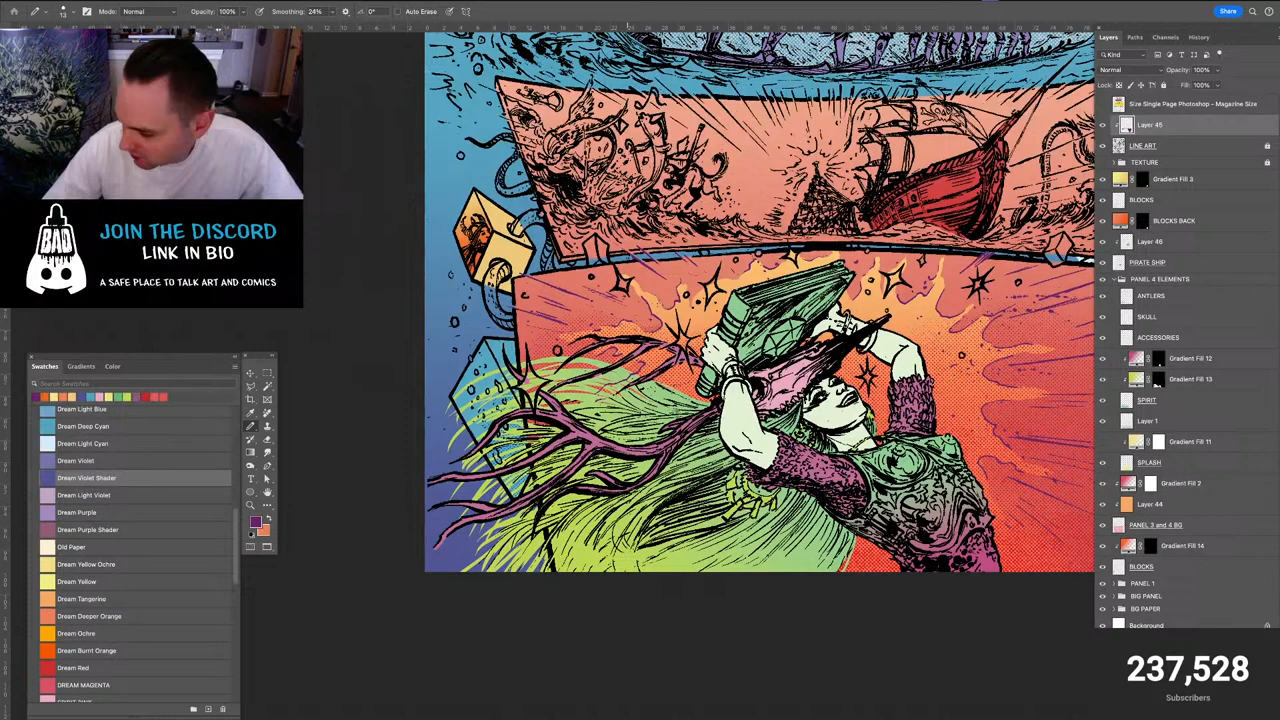 Mode: Normal Opacity: 100% Smoothing: 24% 0° Auto Erase Share
13
BAD
JOIN THE DISCORD
LINK IN BIO
A SAFE PLACE TO TALK ART AND COMICS
Swatches Gradients Color
Search Swatches
Dream Light Blue
Dream Deep Cyan
Dream Light Cyan
Dream Violet
Dream Violet Shader
Dream Light Violet
Dream Purple
Dream Purple Shader
Old Paper
Dream Yellow Ochre
Dream Yellow
Dream Tangerine
Dream Deeper Orange
Dream Ochre
Dream Burnt Orange
Dream Red
DREAM MAGENTA
Layers Paths Channels History
Kind
Normal Opacity: 100%
Lock: Fill: 100%
Size Single Page Photoshop - Magazine Size
Layer 45
LINE ART
TEXTURE
Gradient Fill 3
BLOCKS
BLOCKS BACK
Layer 46
PIRATE SHIP
PANEL 4 ELEMENTS
ANTLERS
SKULL
ACCESSORIES
Gradient Fill 12
Gradient Fill 13
SPIRIT
Layer 1
Gradient Fill 11
SPLASH
Gradient Fill 2
Layer 44
PANEL 3 and 4 BG
Gradient Fill 14
BLOCKS
PANEL 1
BIG PANEL
BIG PAPER
Background
237,528
Subscribers